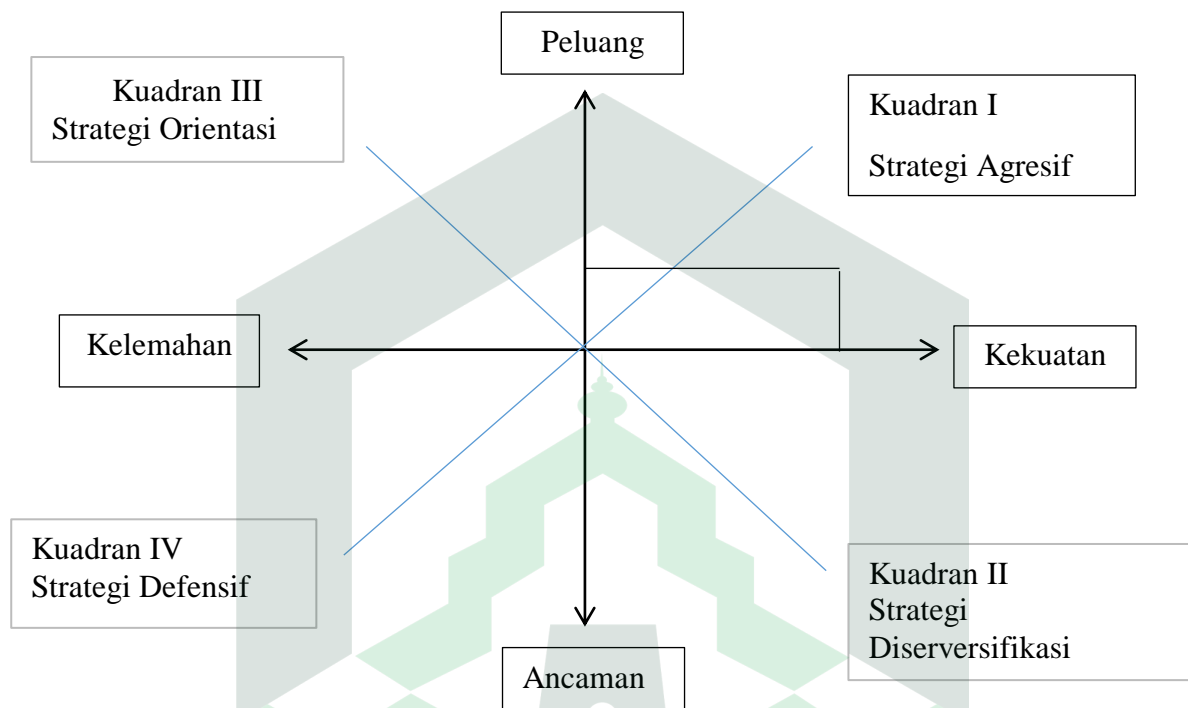 Peluang
Kuadran III
Strategi Orientasi
Kuadran I
Strategi Agresif
Kelemahan
Kekuatan
Kuadran IV
Strategi Defensif
Kuadran II
Strategi
Diserversifikasi
Ancaman